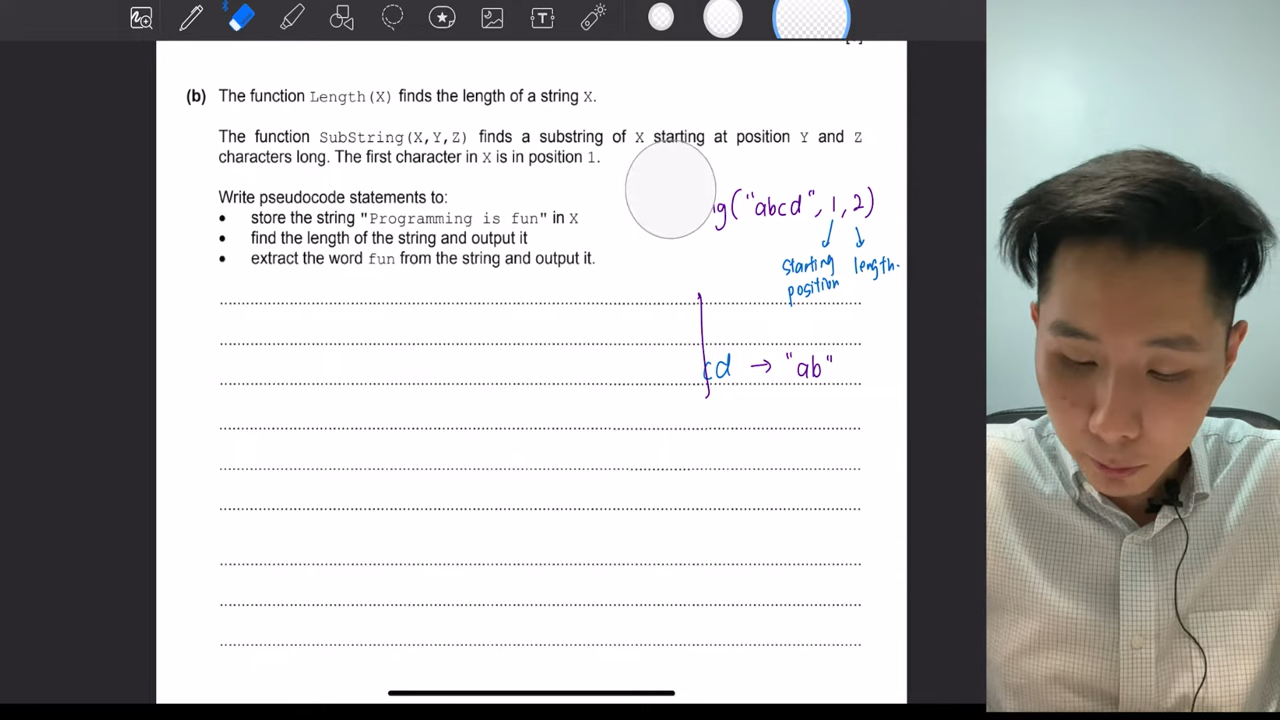 (b) The function Length(X) finds the length of a string X.
The function SubString(X,Y,Z) finds a substring of X starting at position Y and Z
characters long. The first character in X is in position 1.
Write pseudocode statements to:
• store the string "Programming is fun" in X
• find the length of the string and output it
• extract the word fun from the string and output it.
g("abcd", 1, 2)
starting length.
position
cd → "ab"